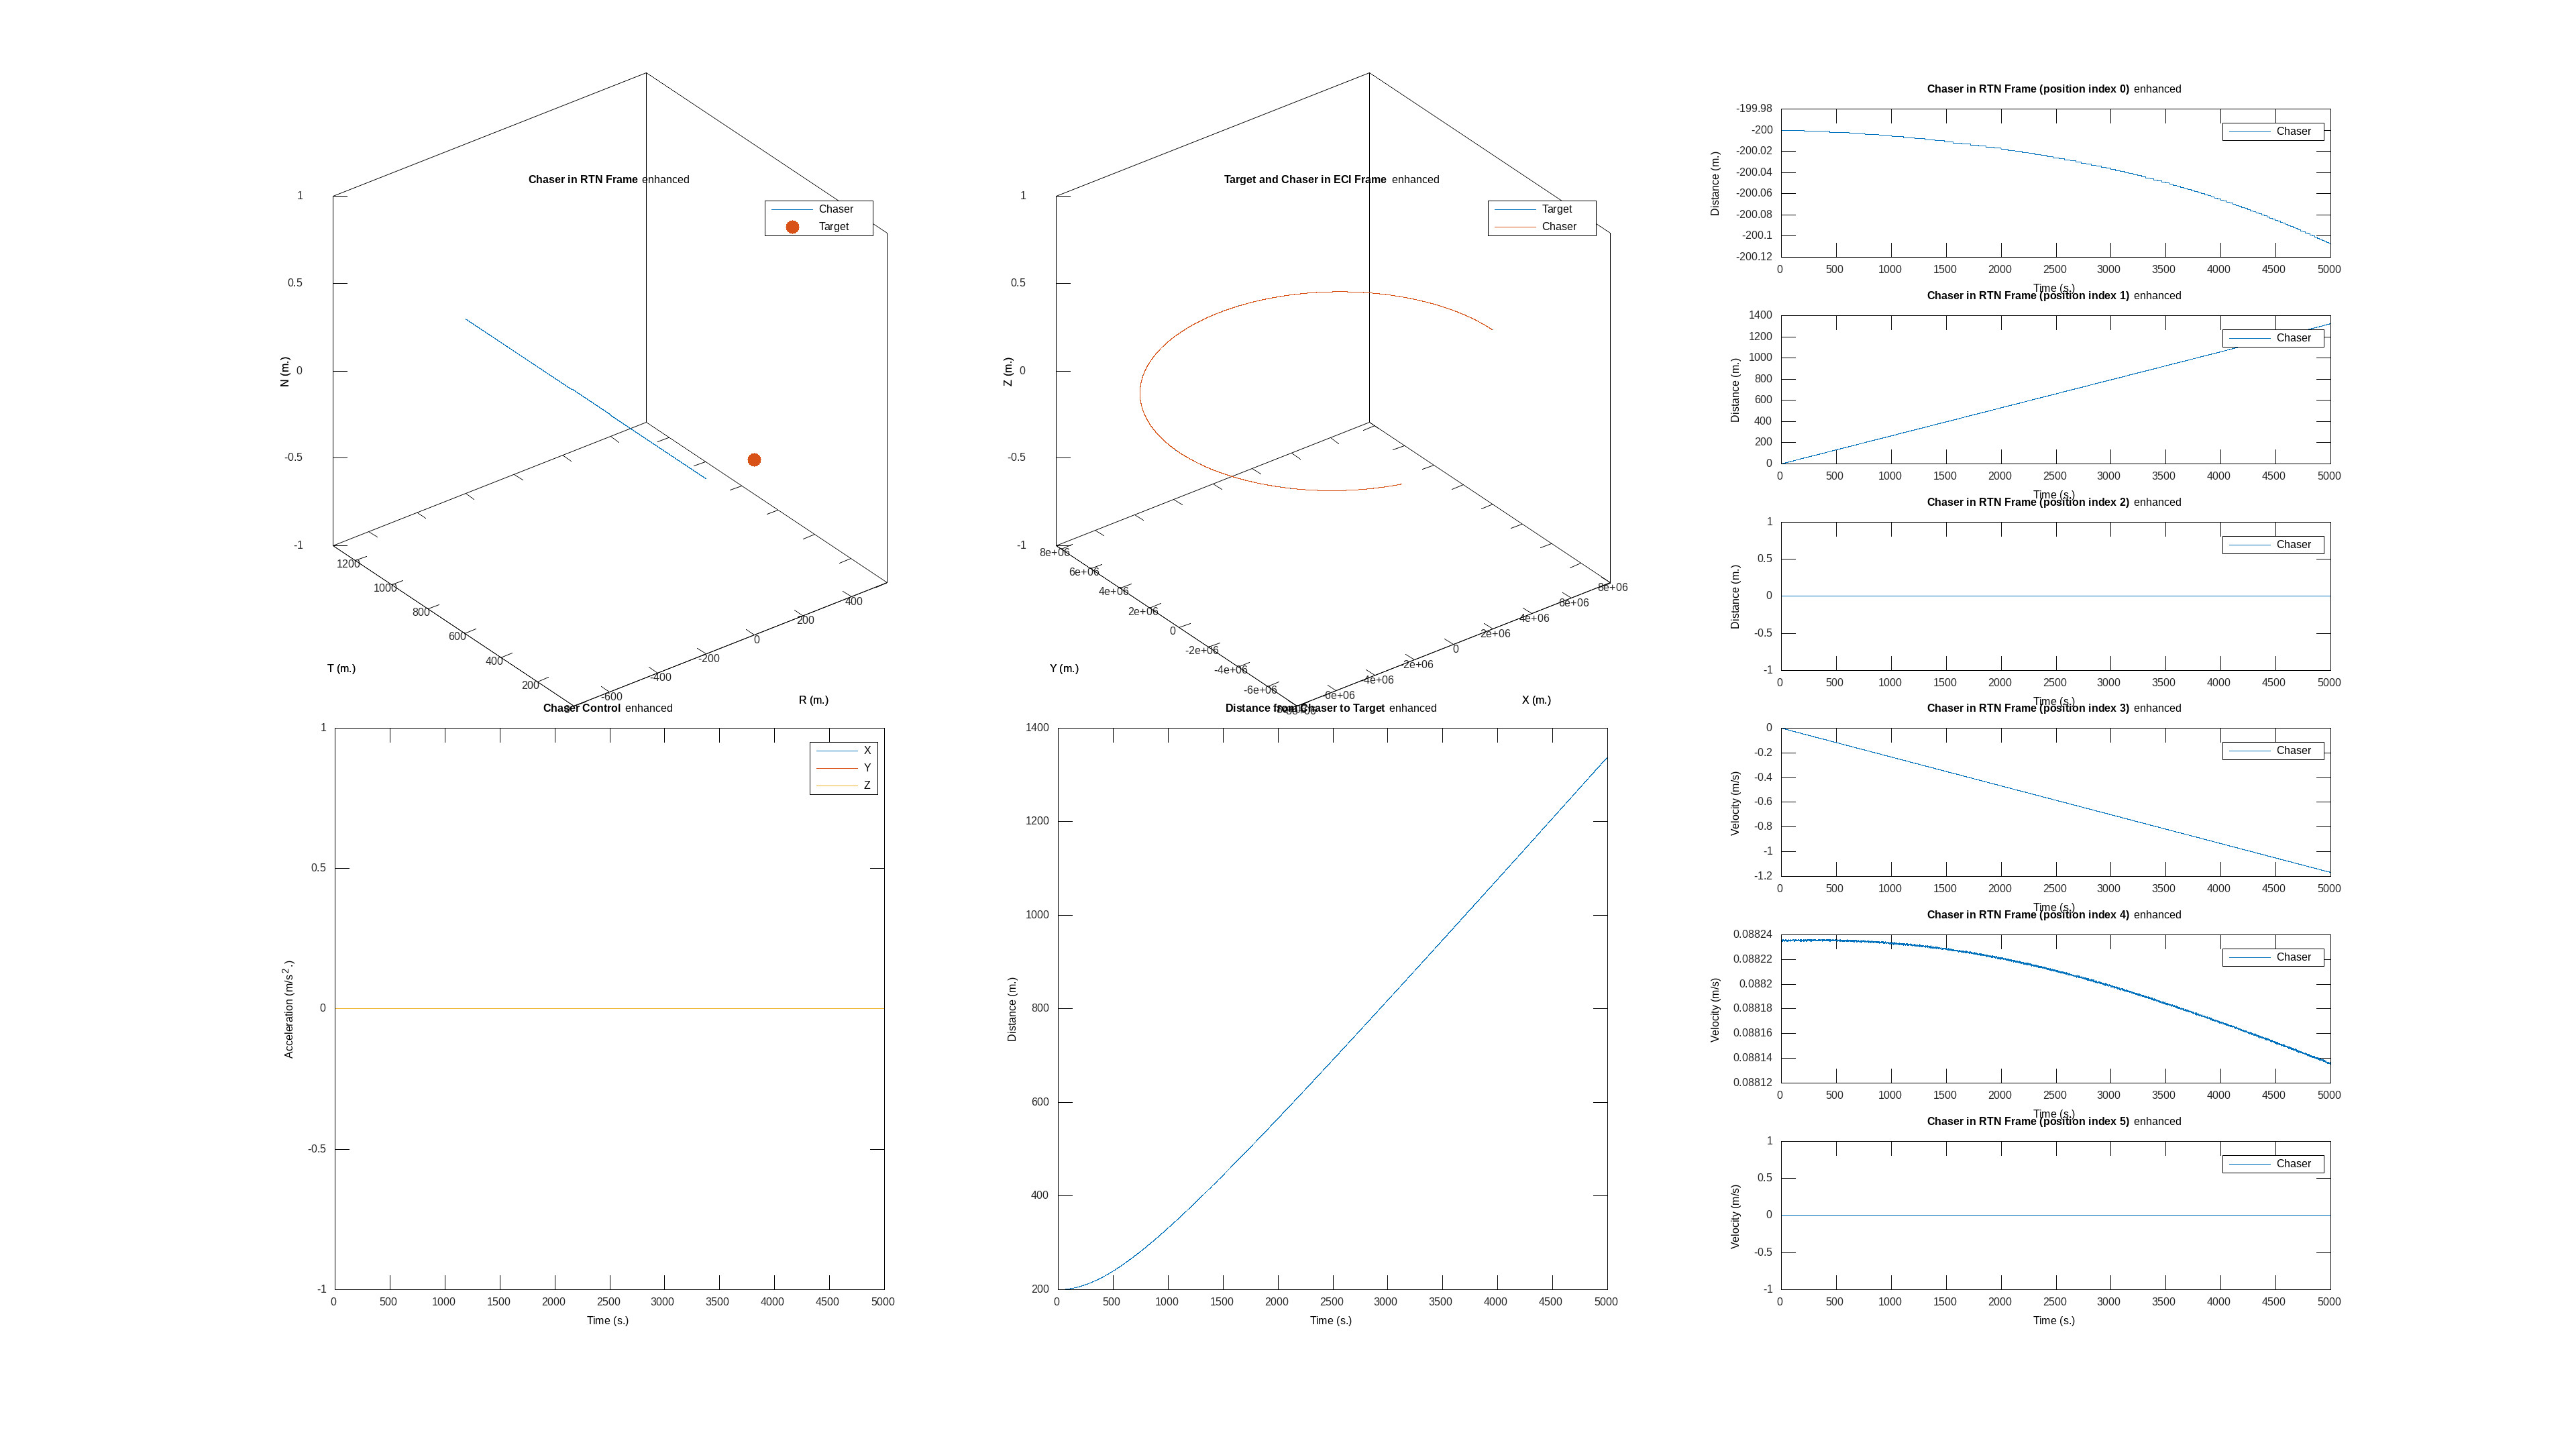 Chaser in RTN Frame enhanced
Chaser
Target
1
0.5
0
-0.5
-1
N (m.)
1200
1000
800
600
400
200
T (m.)
-600
-400
-200
0
200
400
R (m.)
Target and Chaser in ECI Frame enhanced
Target
Chaser
1
0.5
0
-0.5
-1
Z (m.)
8e+06
6e+06
4e+06
2e+06
0
-2e+06
-4e+06
-6e+06
Y (m.)
-6e+06
-4e+06
-2e+06
0
2e+06
4e+06
6e+06
8e+06
X (m.)
Chaser Control enhanced
X
Y
Z
1
0.5
0
-0.5
-1
Acceleration (m/s2.)
0 500 1000 1500 2000 2500 3000 3500 4000 4500 5000
Time (s.)
Distance from Chaser to Target enhanced
1400
1200
1000
800
600
400
200
Distance (m.)
0 500 1000 1500 2000 2500 3000 3500 4000 4500 5000
Time (s.)
Chaser in RTN Frame (position index 0) enhanced
Chaser
-199.98
-200
-200.02
-200.04
-200.06
-200.08
-200.1
-200.12
Distance (m.)
0 500 1000 1500 2000 2500 3000 3500 4000 4500 5000
Time (s.)
Chaser in RTN Frame (position index 1) enhanced
Chaser
1400
1200
1000
800
600
400
200
0
Distance (m.)
0 500 1000 1500 2000 2500 3000 3500 4000 4500 5000
Time (s.)
Chaser in RTN Frame (position index 2) enhanced
Chaser
1
0.5
0
-0.5
-1
Distance (m.)
0 500 1000 1500 2000 2500 3000 3500 4000 4500 5000
Time (s.)
Chaser in RTN Frame (position index 3) enhanced
Chaser
0
-0.2
-0.4
-0.6
-0.8
-1
-1.2
Velocity (m/s)
0 500 1000 1500 2000 2500 3000 3500 4000 4500 5000
Time (s.)
Chaser in RTN Frame (position index 4) enhanced
Chaser
0.08824
0.08822
0.0882
0.08818
0.08816
0.08814
0.08812
Velocity (m/s)
0 500 1000 1500 2000 2500 3000 3500 4000 4500 5000
Time (s.)
Chaser in RTN Frame (position index 5) enhanced
Chaser
1
0.5
0
-0.5
-1
Velocity (m/s)
0 500 1000 1500 2000 2500 3000 3500 4000 4500 5000
Time (s.)